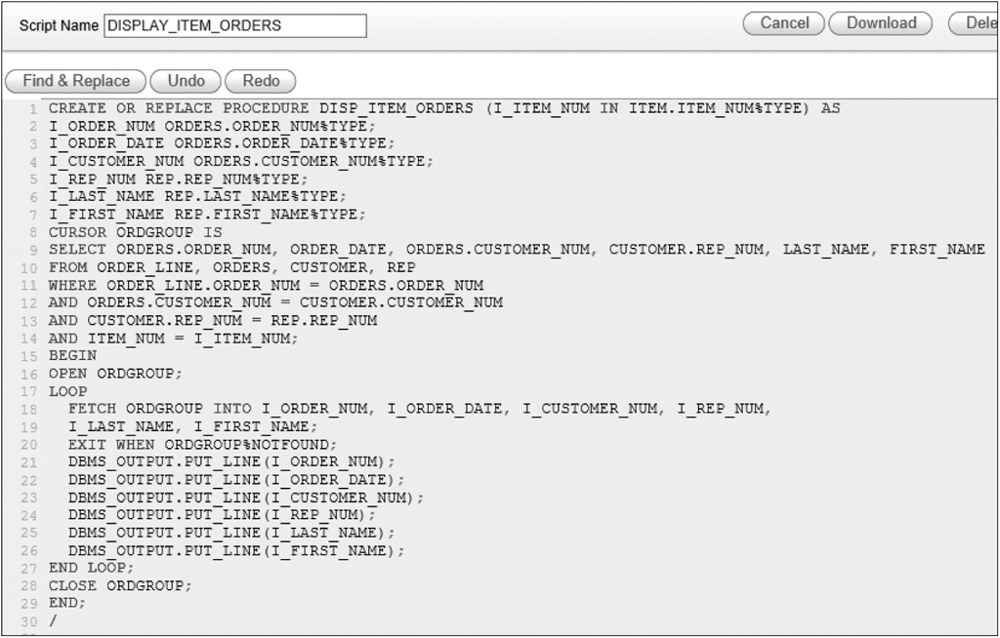 Script Name DISPLAY_ITEM_ORDERS Cancel Download Dele
Find & Replace Undo Redo
1 CREATE OR REPLACE PROCEDURE DISP_ITEM_ORDERS (I_ITEM_NUM IN ITEM.ITEM_NUM%TYPE) AS
2 I_ORDER_NUM ORDERS.ORDER_NUM%TYPE;
3 I_ORDER_DATE ORDERS.ORDER_DATE%TYPE;
4 I_CUSTOMER_NUM ORDERS.CUSTOMER_NUM%TYPE;
5 I_REP_NUM REP.REP_NUM%TYPE;
6 I_LAST_NAME REP.LAST_NAME%TYPE;
7 I_FIRST_NAME REP.FIRST_NAME%TYPE;
8 CURSOR ORDGROUP IS
9 SELECT ORDERS.ORDER_NUM, ORDER_DATE, ORDERS.CUSTOMER_NUM, CUSTOMER.REP_NUM, LAST_NAME, FIRST_NAME
10 FROM ORDER_LINE, ORDERS, CUSTOMER, REP
11 WHERE ORDER_LINE.ORDER_NUM = ORDERS.ORDER_NUM
12 AND ORDERS.CUSTOMER_NUM = CUSTOMER.CUSTOMER_NUM
13 AND CUSTOMER.REP_NUM = REP.REP_NUM
14 AND ITEM_NUM = I_ITEM_NUM;
15 BEGIN
16 OPEN ORDGROUP;
17 LOOP
18 FETCH ORDGROUP INTO I_ORDER_NUM, I_ORDER_DATE, I_CUSTOMER_NUM, I_REP_NUM,
19 I_LAST_NAME, I_FIRST_NAME;
20 EXIT WHEN ORDGROUP%NOTFOUND;
21 DBMS_OUTPUT.PUT_LINE(I_ORDER_NUM);
22 DBMS_OUTPUT.PUT_LINE(I_ORDER_DATE);
23 DBMS_OUTPUT.PUT_LINE(I_CUSTOMER_NUM);
24 DBMS_OUTPUT.PUT_LINE(I_REP_NUM);
25 DBMS_OUTPUT.PUT_LINE(I_LAST_NAME);
26 DBMS_OUTPUT.PUT_LINE(I_FIRST_NAME);
27 END LOOP;
28 CLOSE ORDGROUP;
29 END;
30 /